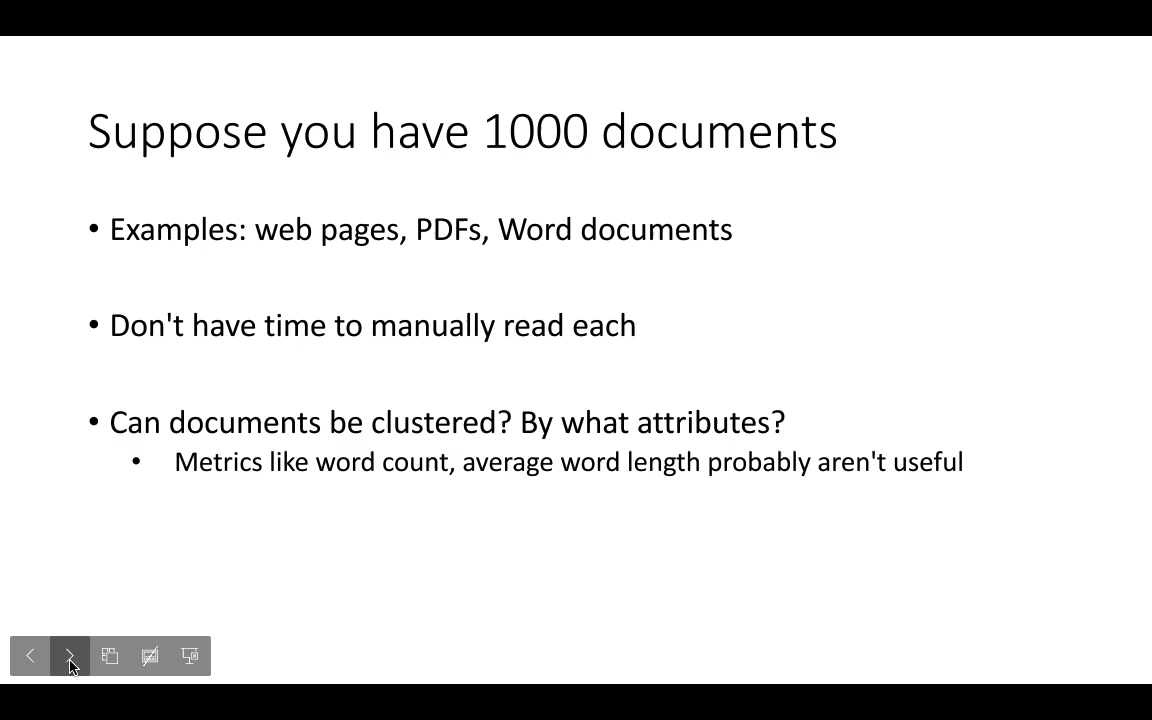 Suppose you have 1000 documents
• Examples: web pages, PDFs, Word documents
• Don't have time to manually read each
• Can documents be clustered? By what attributes?
• Metrics like word count, average word length probably aren't useful